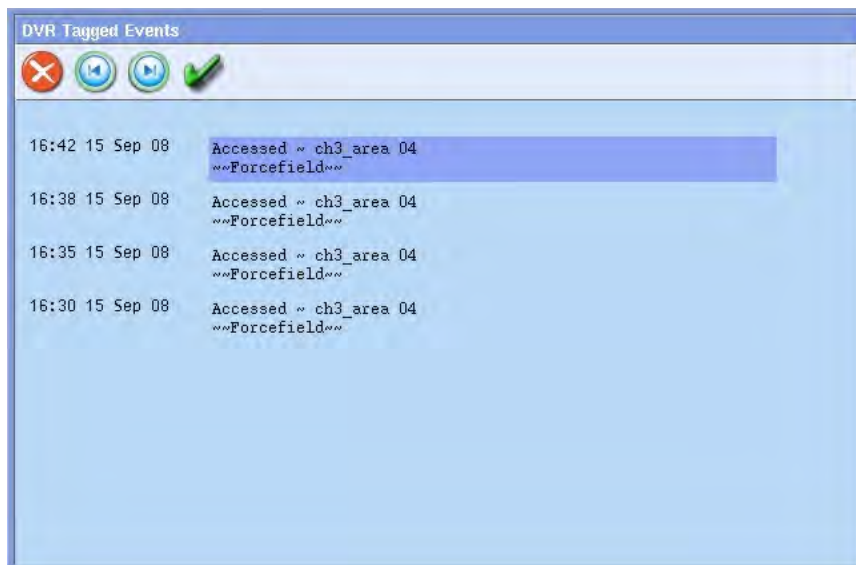 DVR Tagged Events
16:42 15 Sep 08 Accessed ~ ch3_area 04
~~Forcefield~~
16:38 15 Sep 08 Accessed ~ ch3_area 04
~~Forcefield~~
16:35 15 Sep 08 Accessed ~ ch3_area 04
~~Forcefield~~
16:30 15 Sep 08 Accessed ~ ch3_area 04
~~Forcefield~~